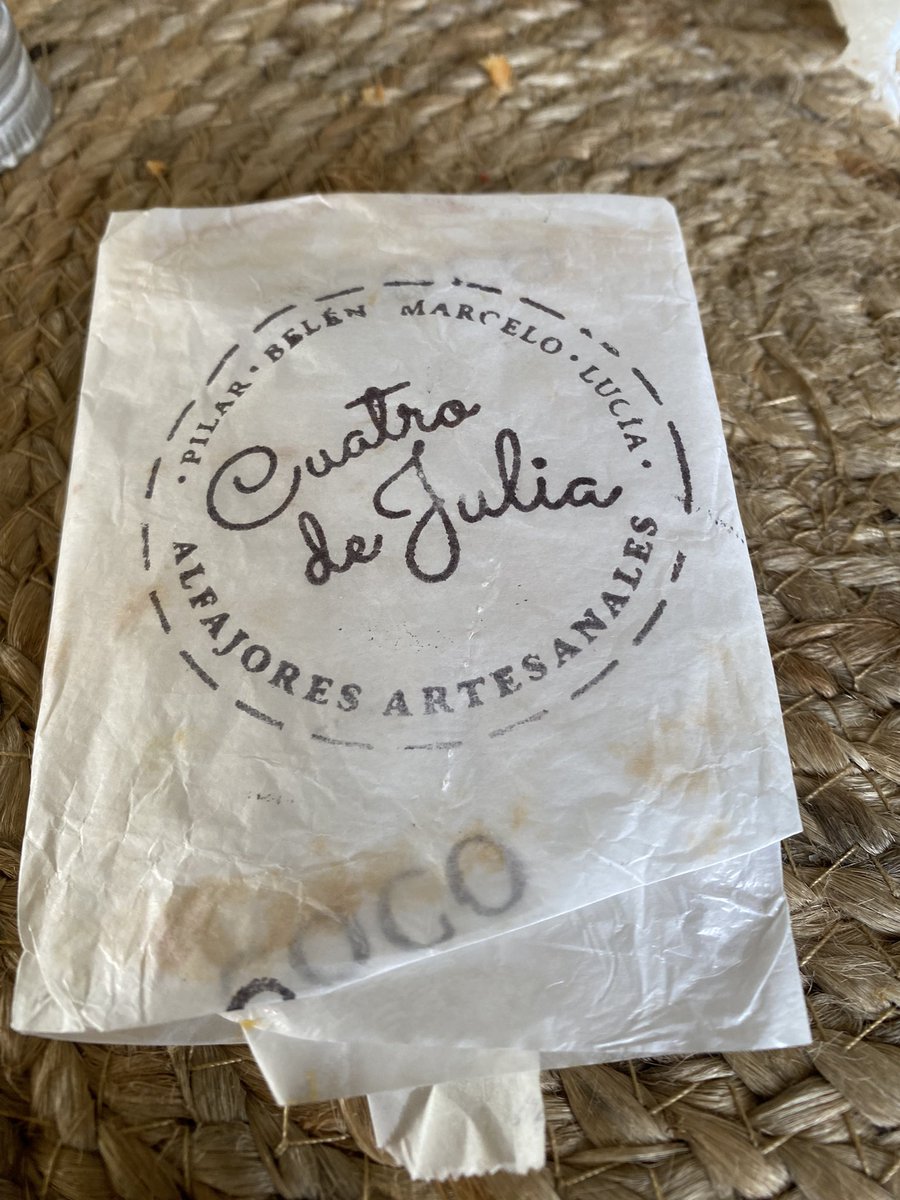 · PILAR · BELÉN MARCELO · LUCÍA ·
Cuatro
de Julia
ALFAJORES ARTESANALES
COCO